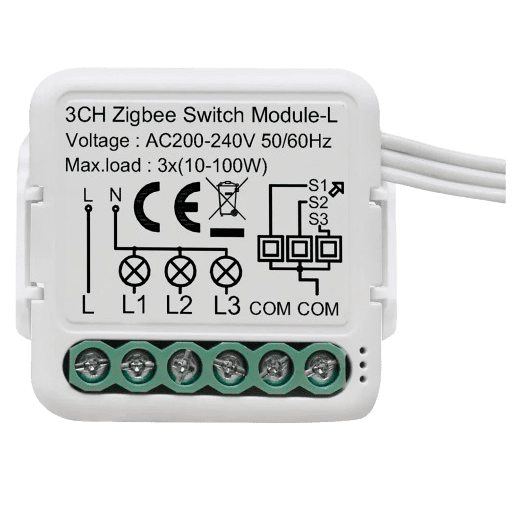 3CH Zigbee Switch Module-L
Voltage : AC200-240V 50/60Hz
Max.load : 3x(10-100W)
L N
CE
S1
S2
S3
L L1 L2 L3 COM COM